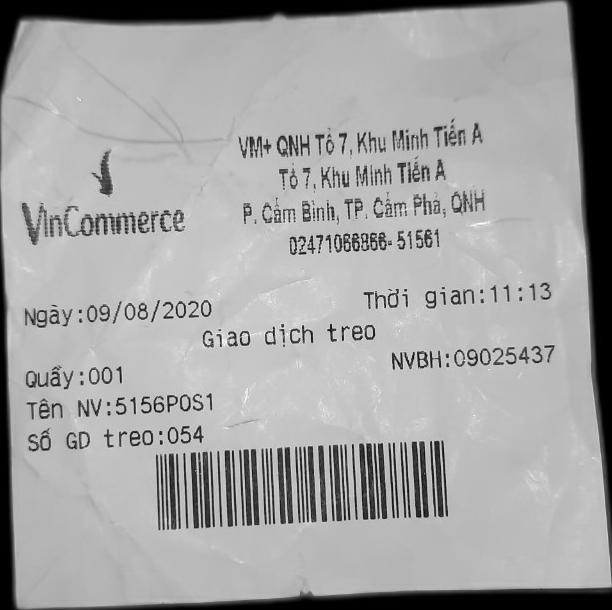 VM+ QNH Tổ 7, Khu Minh Tiến A
Tổ 7, Khu Minh Tiến A
P. Cẩm Bình, TP. Cẩm Phả, QNH
02471066866-51561
VinCommerce
Ngày:09/08/2020 Thời gian:11:13
Giao dịch treo
Quầy:001 NVBH:09025437
Tên NV:5156POS1
Số GD treo:054